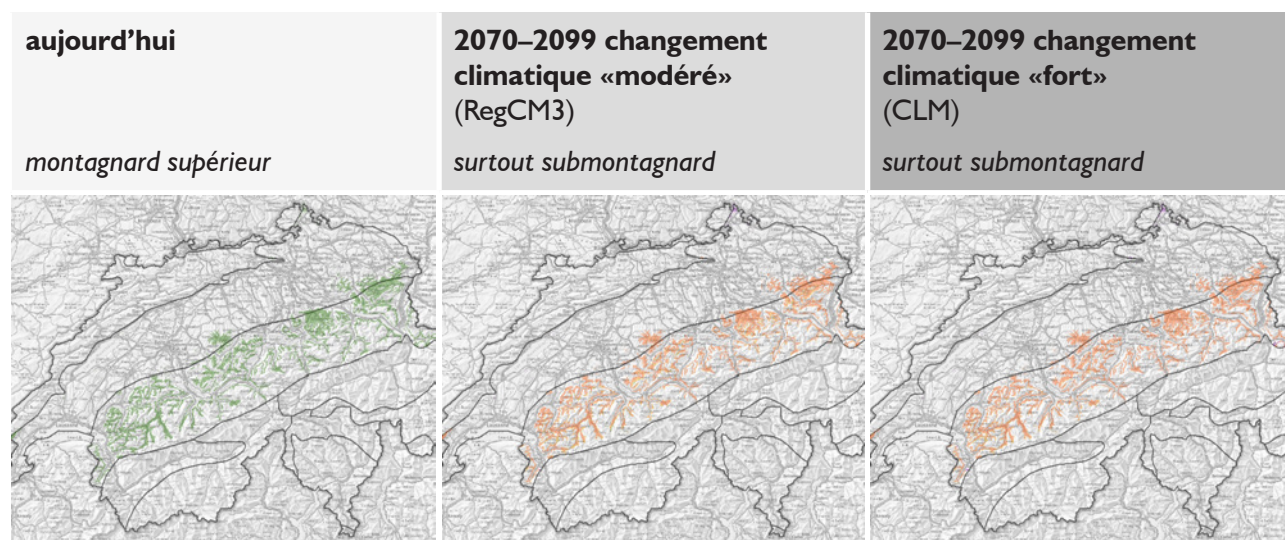 aujourd’hui
montagnard supérieur
2070–2099 changement
climatique «modéré»
(RegCM3)
surtout submontagnard
2070–2099 changement
climatique «fort»
(CLM)
surtout submontagnard